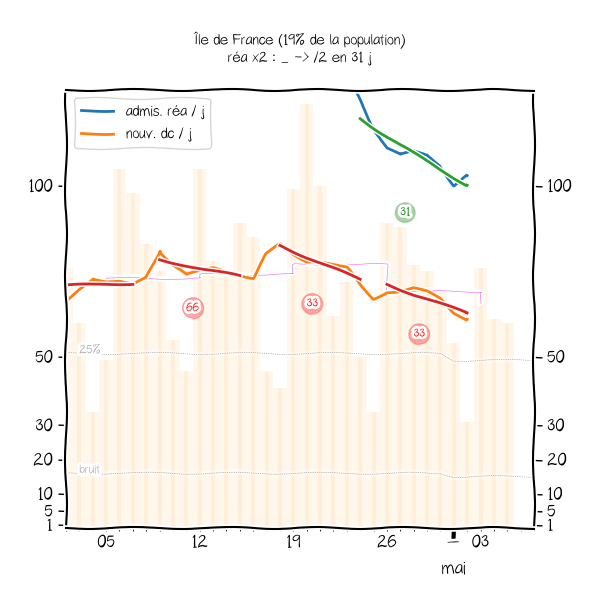 Île de France (19% de la population)
réa x2 : _ -> /2 en 31 j
admis. réa / j
nouv. dc / j
100
100
31
66
33
33
50
25%
50
30
30
20
20
bruit
10
10
5
5
1
1
05 12 19 26 _ 03
mai